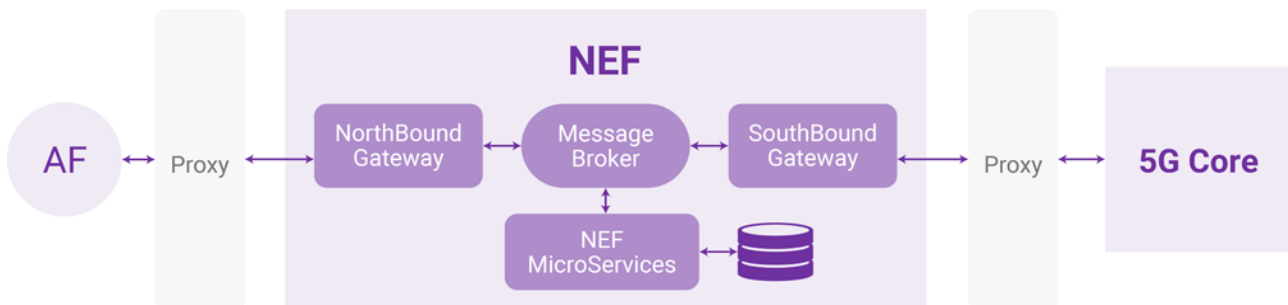 NEF
AF
Proxy
NorthBound
Gateway
Message
Broker
SouthBound
Gateway
Proxy
5G Core
NEF
MicroServices